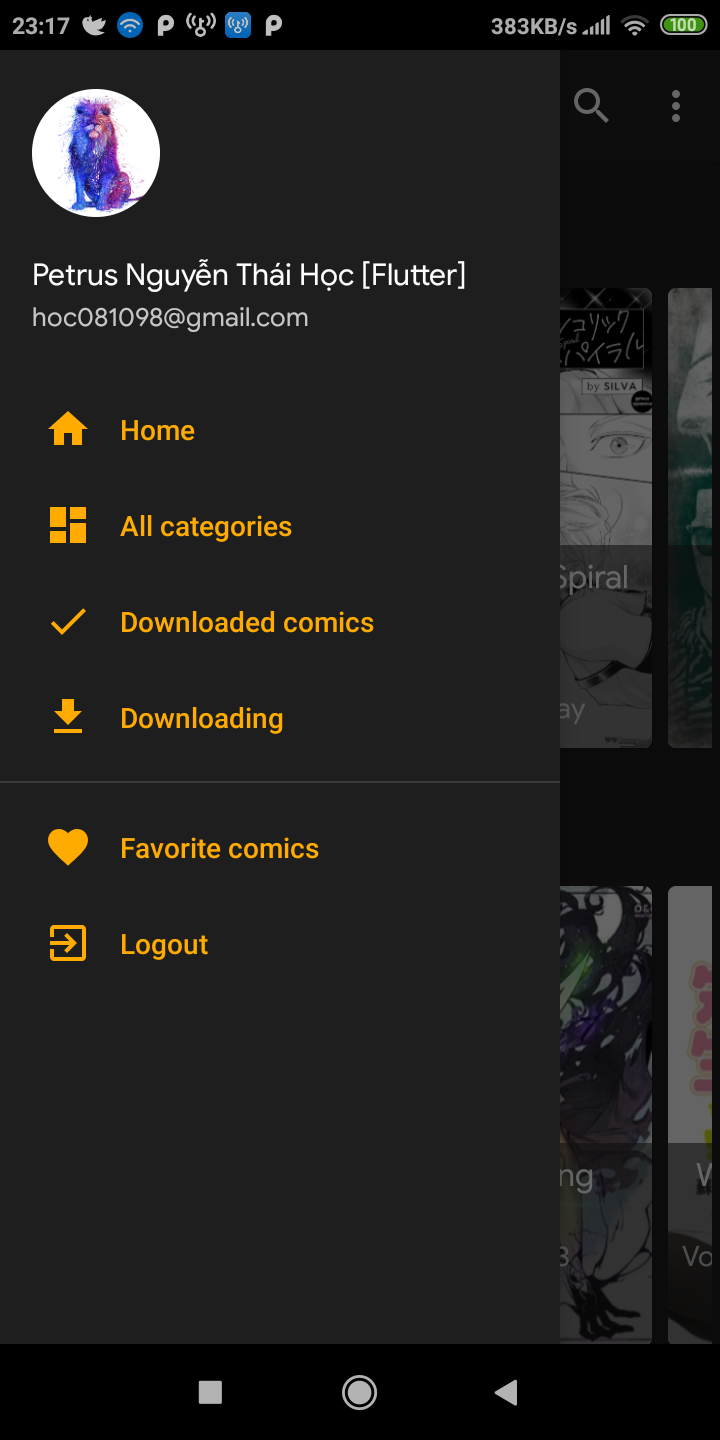 23:17
383KB/s
100
Petrus Nguyễn Thái Học [Flutter]
hoc081098@gmail.com
Home
All categories
Downloaded comics
Downloading
Favorite comics
Logout
by SILVA
Spiral
ay
ng
3
W
Vo